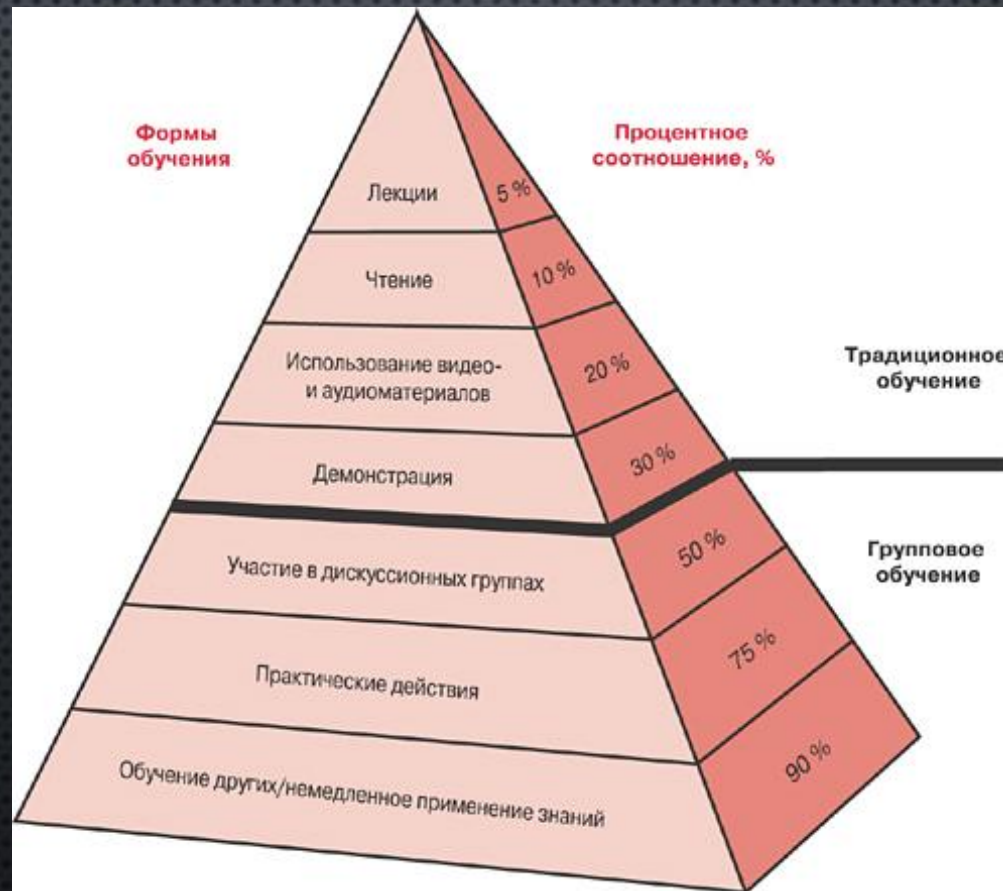 Формы
обучения
Процентное
соотношение, %
Лекции
5 %
Чтение
10 %
Использование видео-
и аудиоматериалов
20 %
Демонстрация
30 %
Традиционное
обучение
Участие в дискуссионных группах
50 %
Групповое
обучение
Практические действия
75 %
Обучение других/немедленное применение знаний
90 %